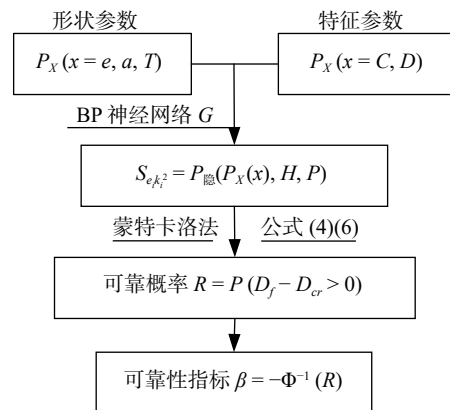 形状参数
特征参数
P_X (x = e, a, T)
P_X (x = C, D)
BP 神经网络 G
S_{e_i k_i^2} = P_隐(P_X(x), H, P)
蒙特卡洛法
公式 (4)(6)
可靠概率 R = P (D_f − D_cr > 0)
可靠性指标 β = −Φ⁻¹ (R)